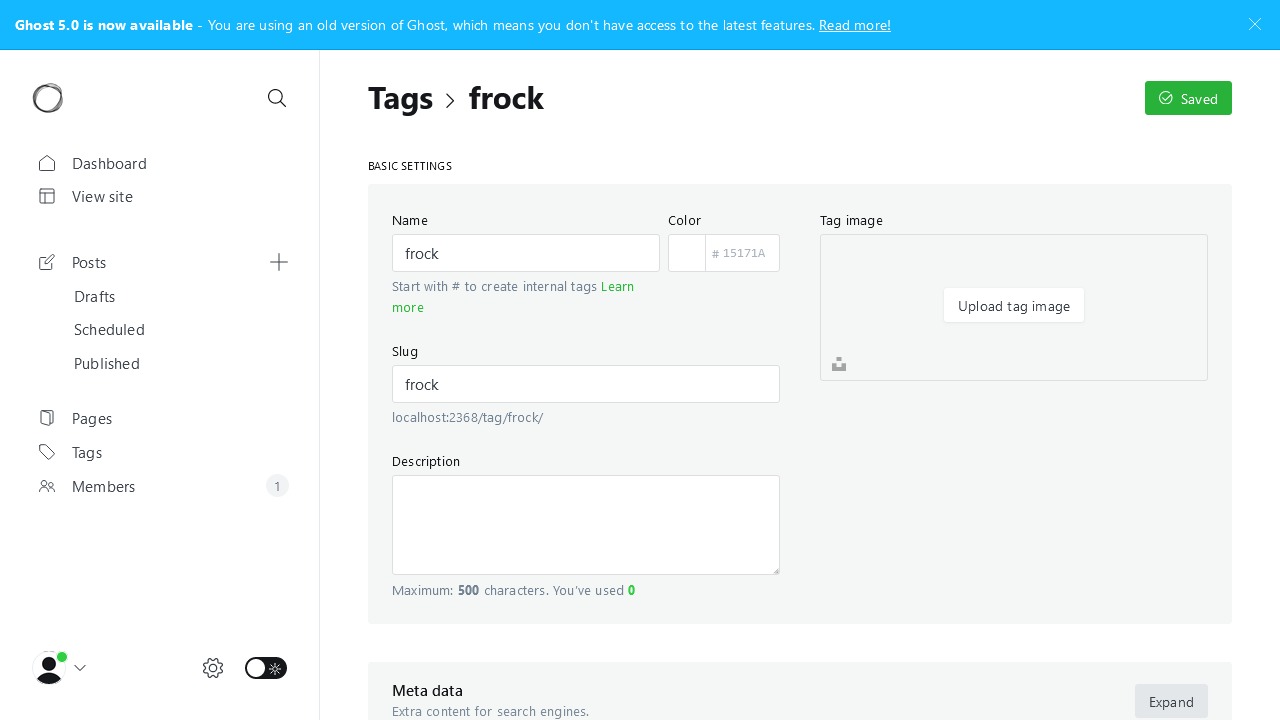 Ghost 5.0 is now available - You are using an old version of Ghost, which means you don't have access to the latest features. Read more!
Dashboard
View site
Posts
Drafts
Scheduled
Published
Pages
Tags
Members
1
Tags > frock
Saved
BASIC SETTINGS
Name
frock
Start with # to create internal tags Learn
more
Color
# 15171A
Slug
frock
localhost:2368/tag/frock/
Description
Maximum: 500 characters. You've used 0
Tag image
Upload tag image
Meta data
Extra content for search engines.
Expand